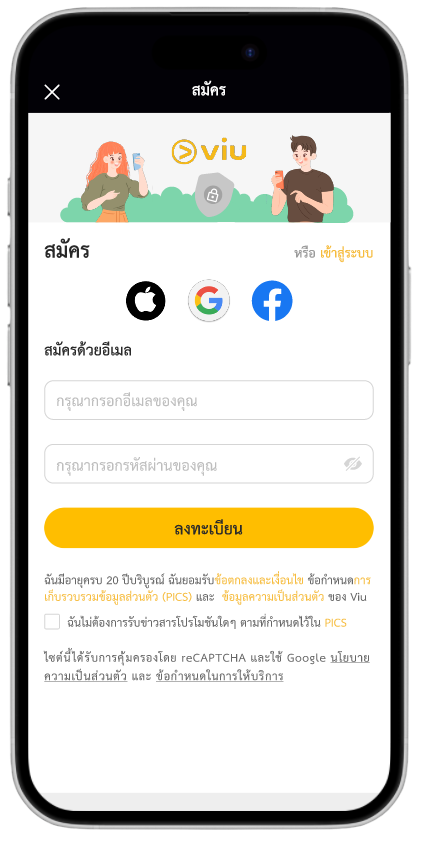 สมัคร
viu
สมัคร
หรือ เข้าสู่ระบบ
สมัครด้วยอีเมล
กรุณากรอกอีเมลของคุณ
กรุณากรอกรหัสผ่านของคุณ
ลงทะเบียน
ฉันมีอายุครบ 20 ปีบริบูรณ์ ฉันยอมรับข้อตกลงและเงื่อนไข ข้อกำหนดการ
เก็บรวบรวมข้อมูลส่วนตัว (PICS) และ ข้อมูลความเป็นส่วนตัว ของ Viu
ฉันไม่ต้องการรับข่าวสารโปรโมชันใดๆ ตามที่กำหนดไว้ใน PICS
ไซต์นี้ได้รับการคุ้มครองโดย reCAPTCHA และใช้ Google นโยบาย
ความเป็นส่วนตัว และ ข้อกำหนดในการให้บริการ